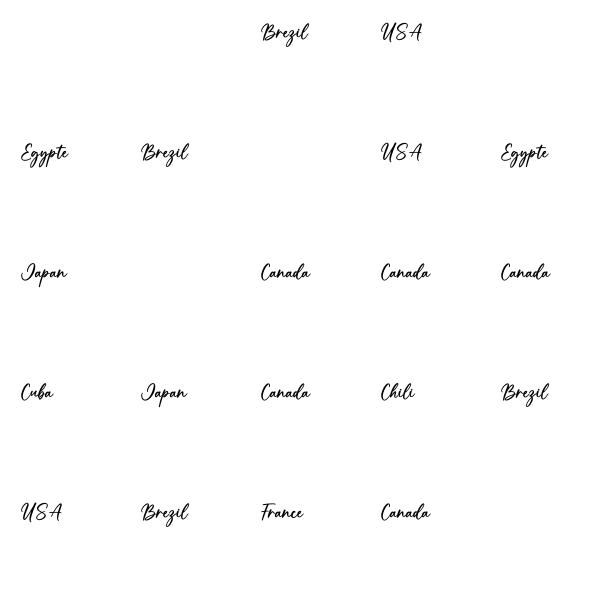 Brezil USA
Egypte Brezil USA Egypte
Japan Canada Canada Canada
Cuba Japan Canada Chili Brezil
USA Brezil France Canada